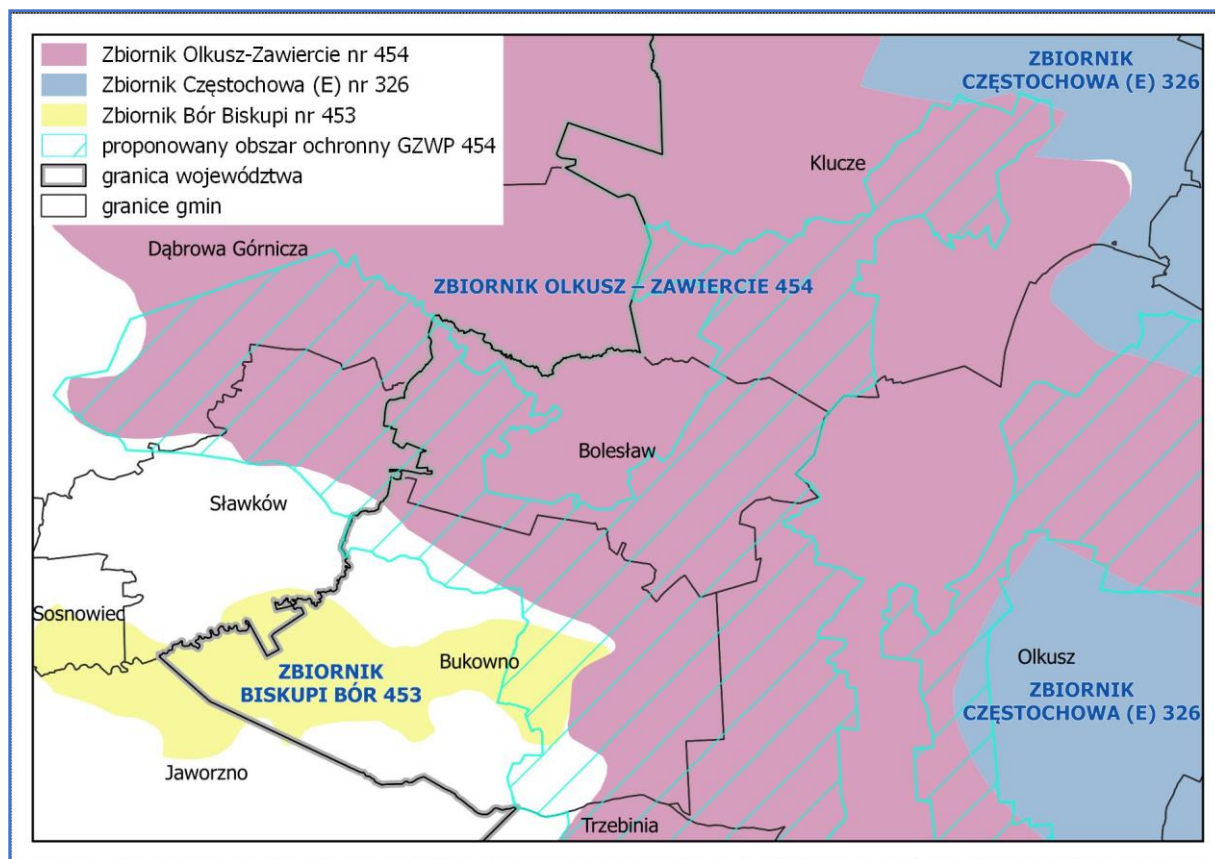 Zbiornik Olkusz-Zawiercie nr 454
Zbiornik Częstochowa (E) nr 326
Zbiornik Bór Biskupi nr 453
proponowany obszar ochronny GZWP 454
granica województwa
granice gmin
ZBIORNIK
CZĘSTOCHOWA (E) 326
Klucze
Dąbrowa Górnicza
ZBIORNIK OLKUSZ – ZAWIERCIE 454
Bolesław
Sławków
Sosnowiec
Bukowno
ZBIORNIK
BISKUPI BÓR 453
Olkusz
ZBIORNIK
CZĘSTOCHOWA (E) 326
Jaworzno
Trzebinia